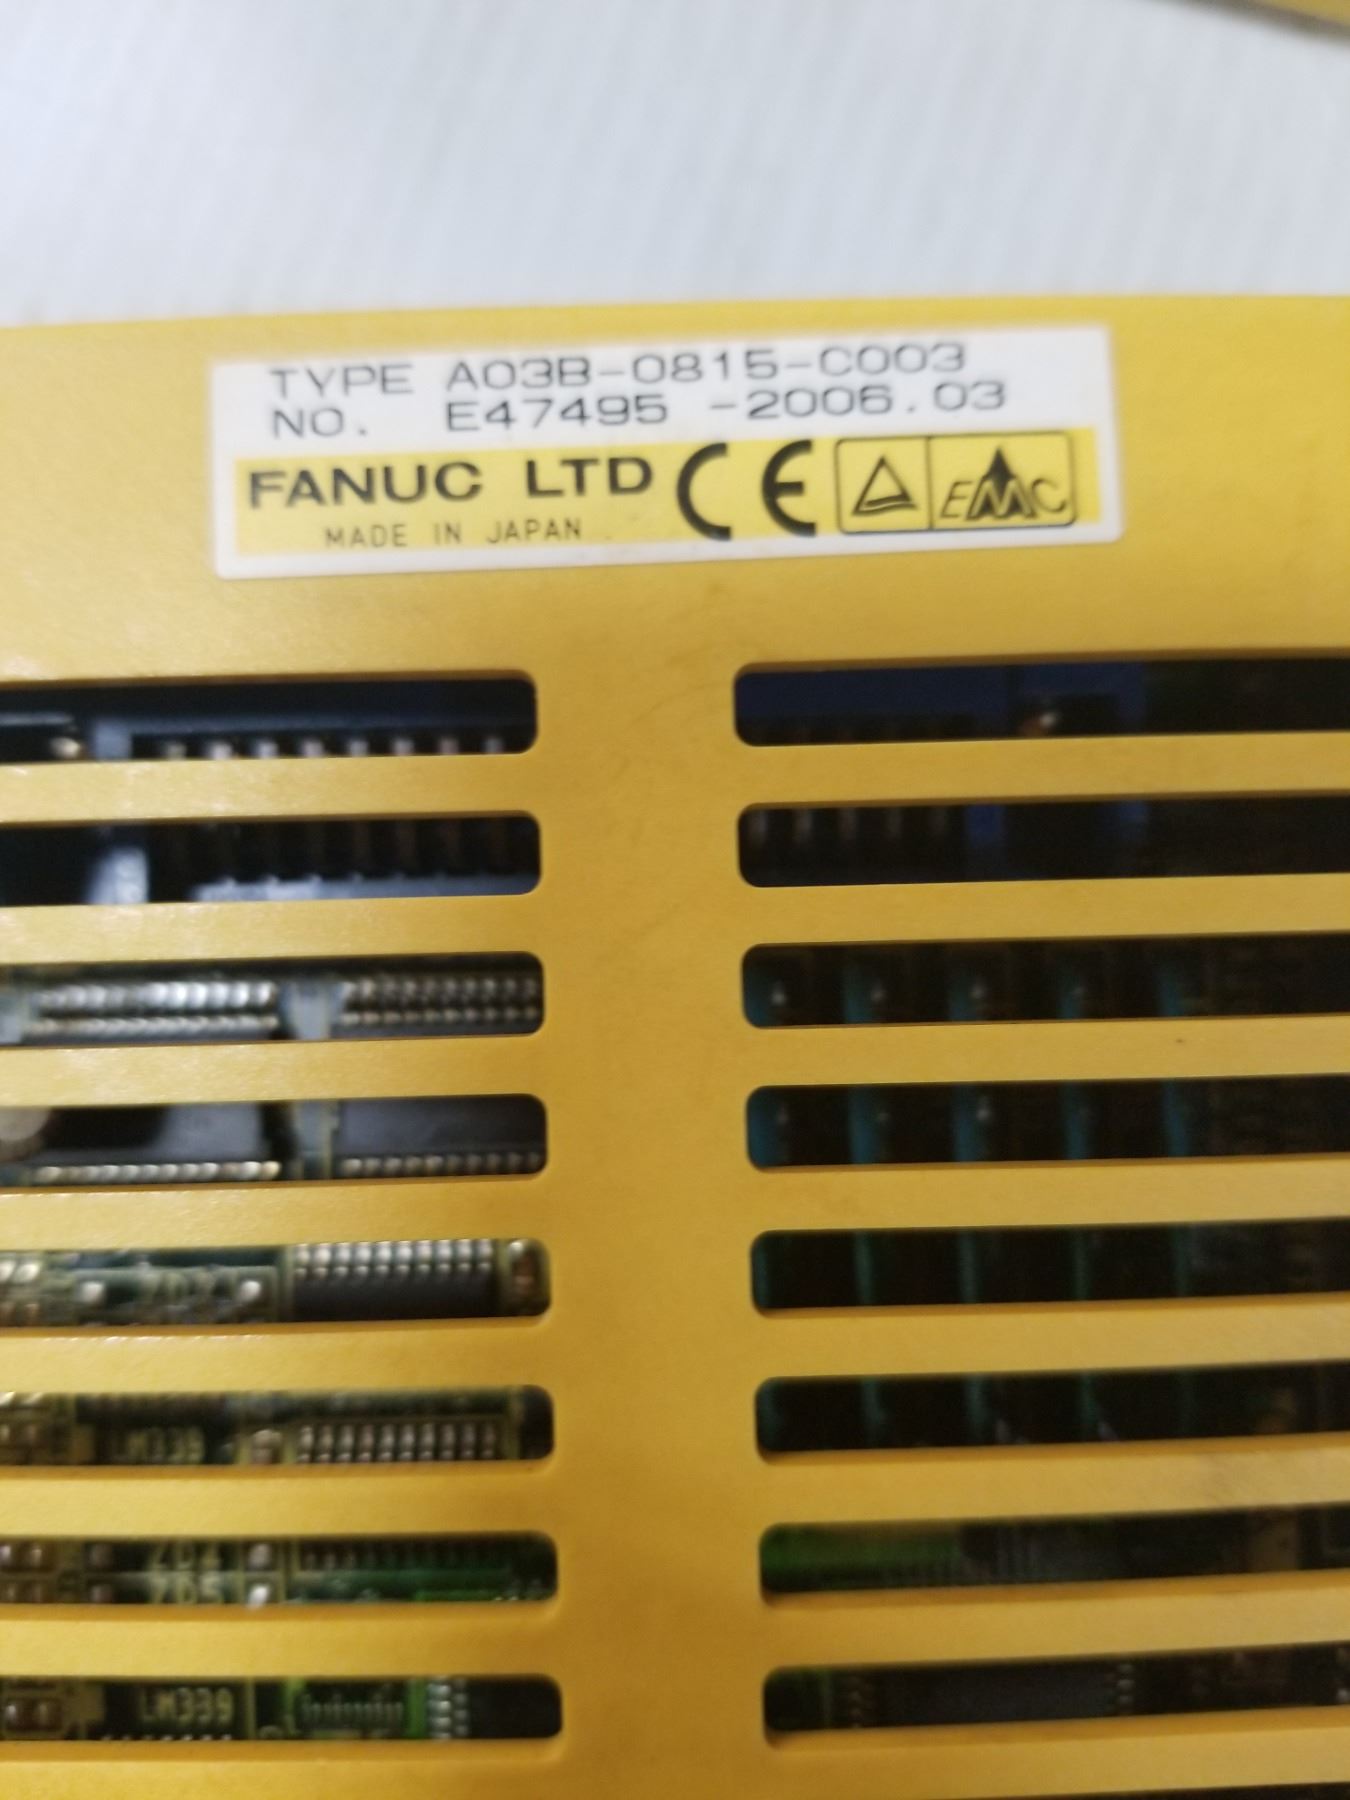 TYPE A03B-0815-C003
NO. E47495 -2006.03
FANUC LTD CE EMC
MADE IN JAPAN
LM339
LM339